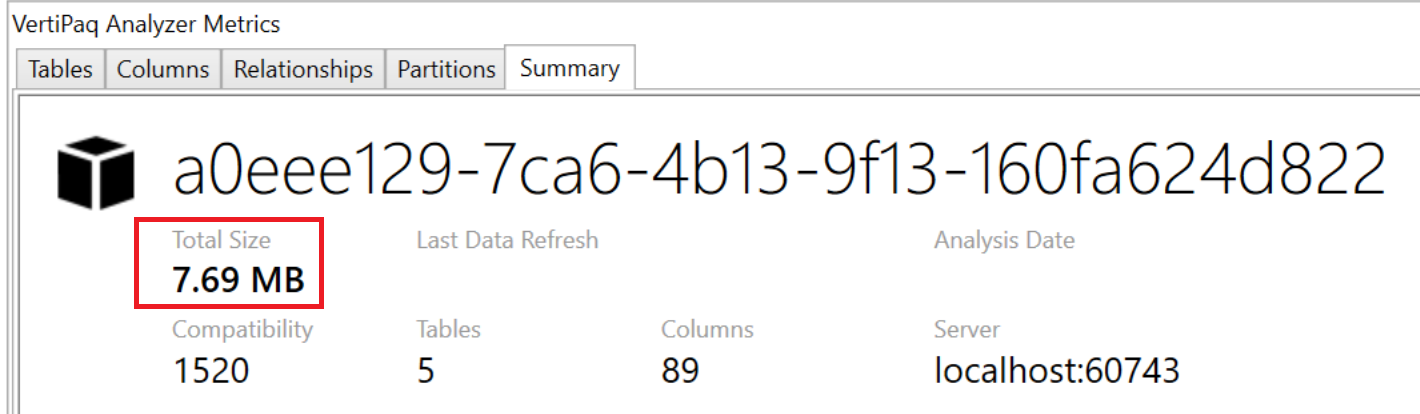 VertiPaq Analyzer Metrics
Tables Columns Relationships Partitions Summary
a0eee129-7ca6-4b13-9f13-160fa624d822
Total Size Last Data Refresh Analysis Date
7.69 MB
Compatibility Tables Columns Server
1520 5 89 localhost:60743